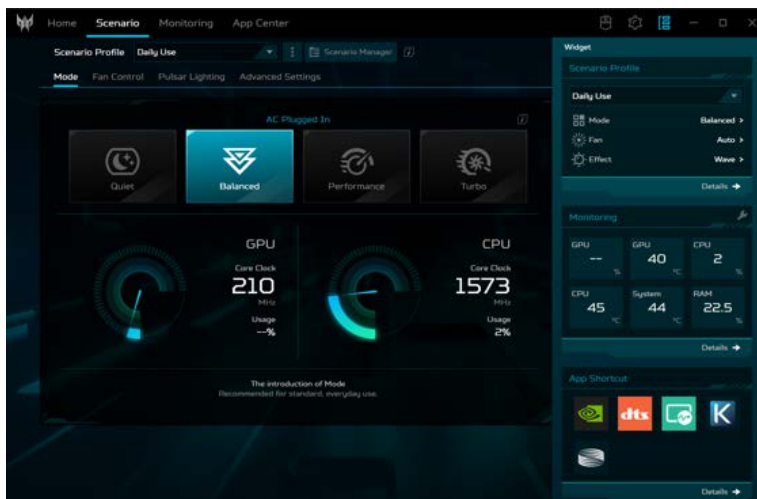 Home Scenario Monitoring App Center
Scenario Profile Daily Use Scenario Manager
Mode Fan Control Pulsar Lighting Advanced Settings
AC Plugged In
Quiet Balanced Performance Turbo
GPU
Core Clock
210
MHz
Usage
--%
CPU
Core Clock
1573
MHz
Usage
2%
The introduction of Mode
Recommended for standard, everyday use.
Widget
Scenario Profile
Daily Use
Mode Balanced >
Fan Auto >
Effect Wave >
Details →
Monitoring
GPU GPU CPU
-- 40 2
% °C %
CPU System RAM
45 44 22.5
°C °C %
Details →
App Shortcut
dts K
Details →